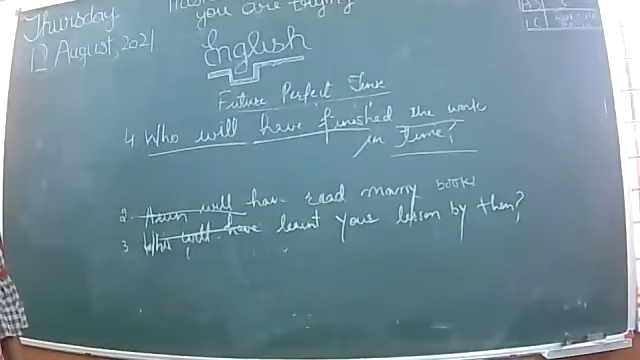 Thursday
12 August, 2021
you are trying
English
Future Perfect Tense
4 Who will have finished the work
in Time?
2. Arun will have read many books
3 Who will have learnt your lesson by then?